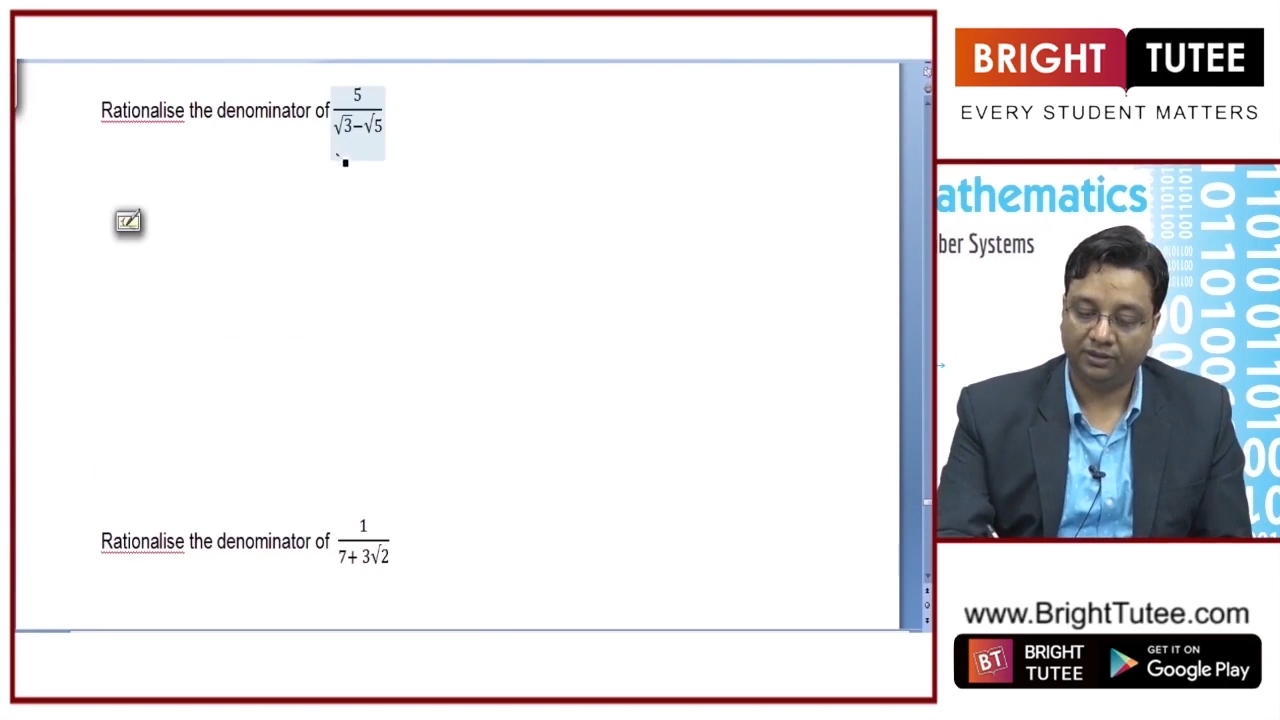 Rationalise the denominator of 5/(√3−√5)
Rationalise the denominator of 1/(7+ 3√2)
BRIGHT TUTEE
EVERY STUDENT MATTERS
athematics
ber Systems
www.BrightTutee.com
BT BRIGHT TUTEE
GET IT ON
Google Play